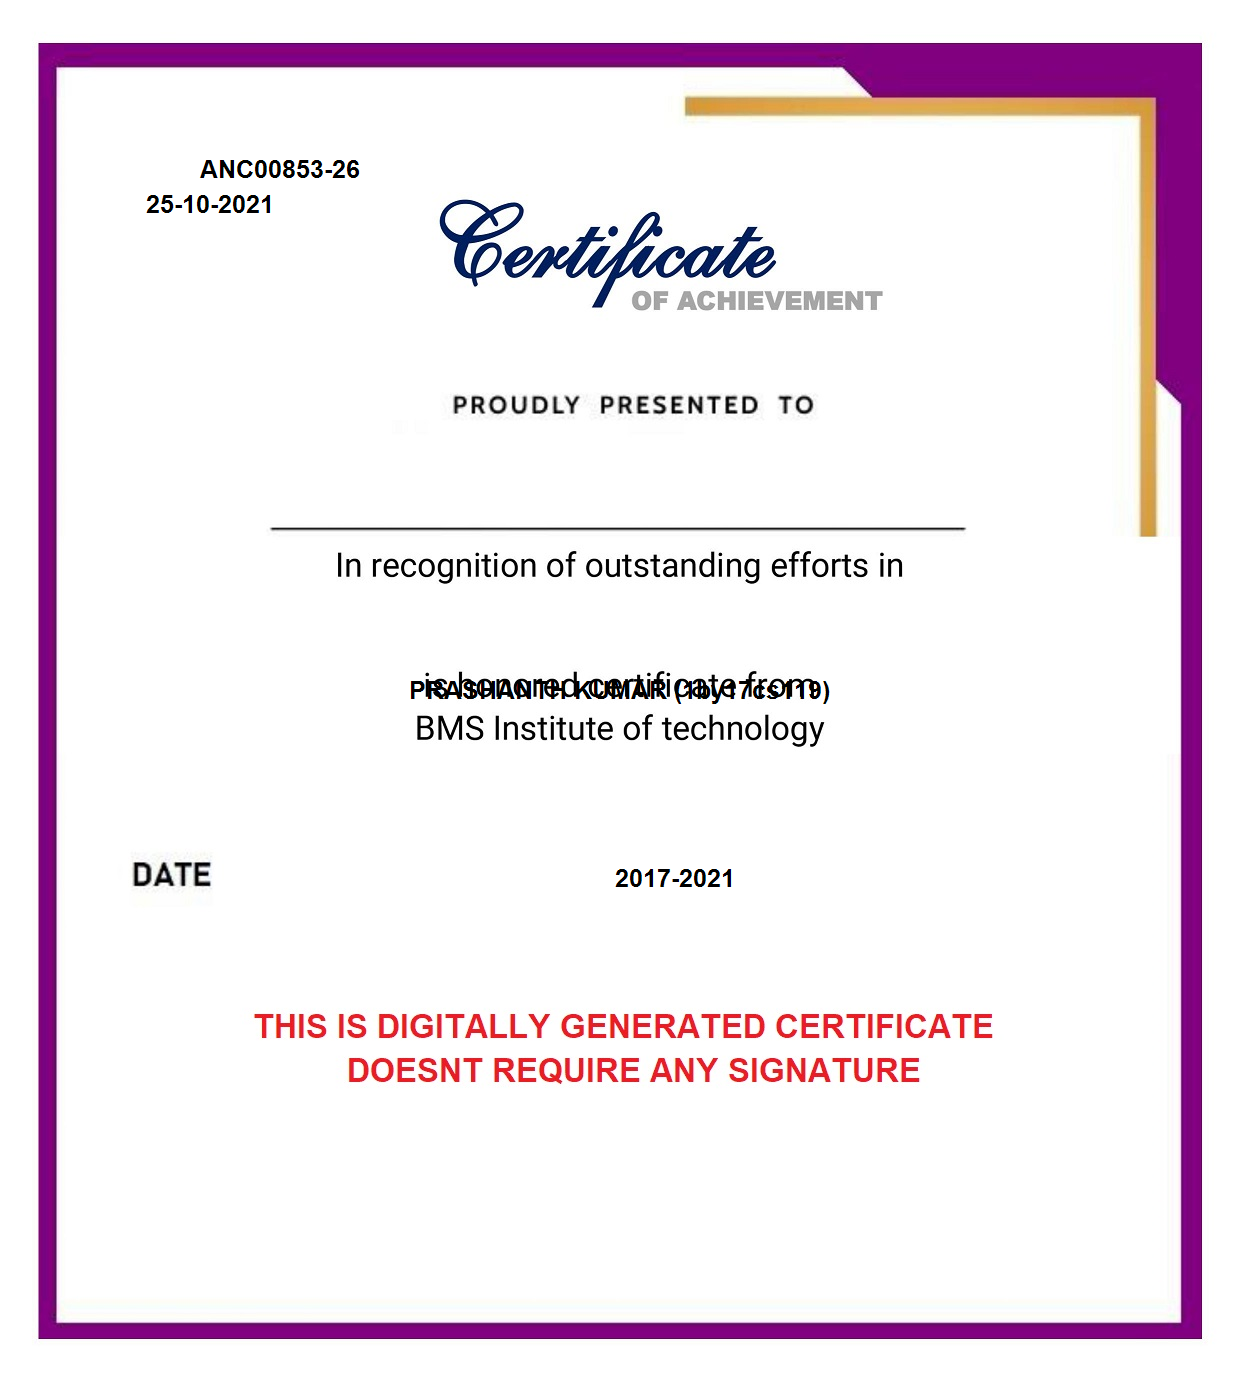 ANC00853-26
25-10-2021
Certificate
OF ACHIEVEMENT
PROUDLY PRESENTED TO
In recognition of outstanding efforts in
is honored certificate from
PRASHANTH KUMAR (1by17cs119)
BMS Institute of technology
DATE
2017-2021
THIS IS DIGITALLY GENERATED CERTIFICATE
DOESNT REQUIRE ANY SIGNATURE